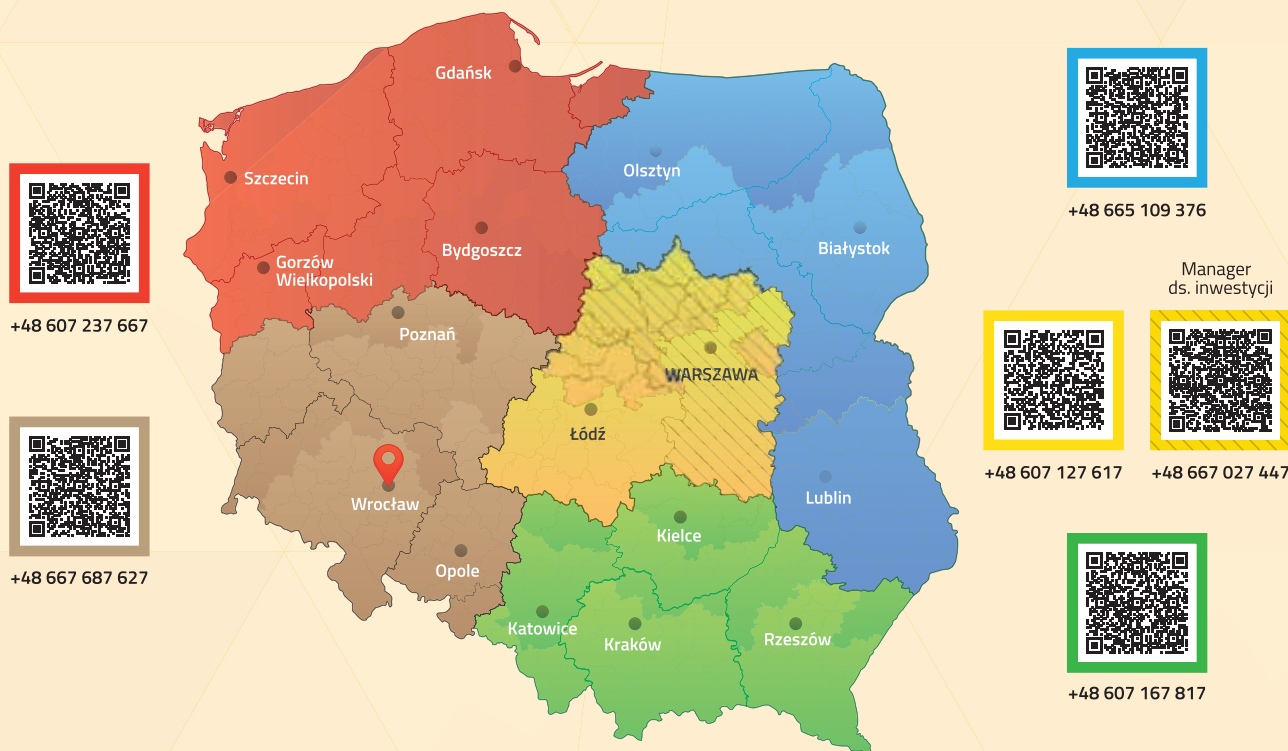 Gdańsk
Szczecin
Olsztyn
+48 665 109 376
Białystok
Bydgoszcz
Gorzów
Wielkopolski
Manager
ds. inwestycji
+48 607 237 667
Poznań
WARSZAWA
Łódź
+48 607 127 617
+48 667 027 447
Wrocław
Lublin
Kielce
Opole
+48 667 687 627
Katowice
Kraków
Rzeszów
+48 607 167 817